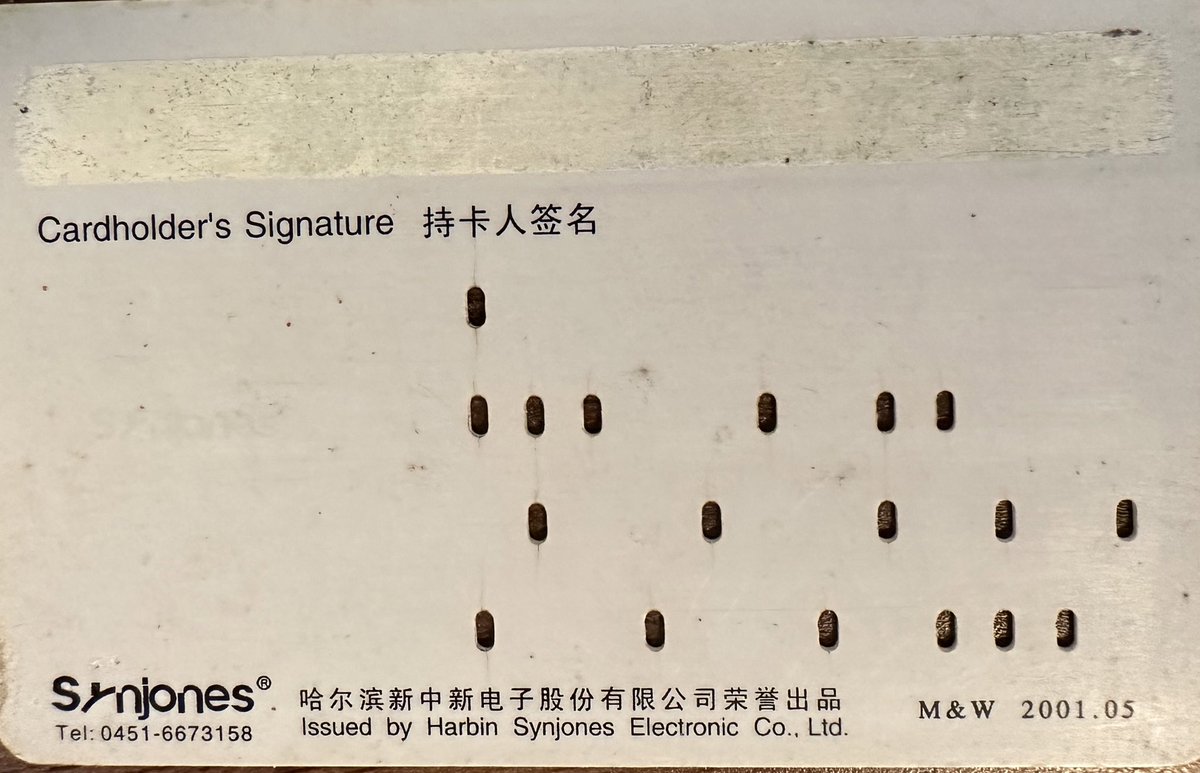 Cardholder's Signature 持卡人签名
Synjones®
Tel: 0451-6673158
哈尔滨新中新电子股份有限公司荣誉出品
Issued by Harbin Synjones Electronic Co., Ltd.
M&W 2001.05